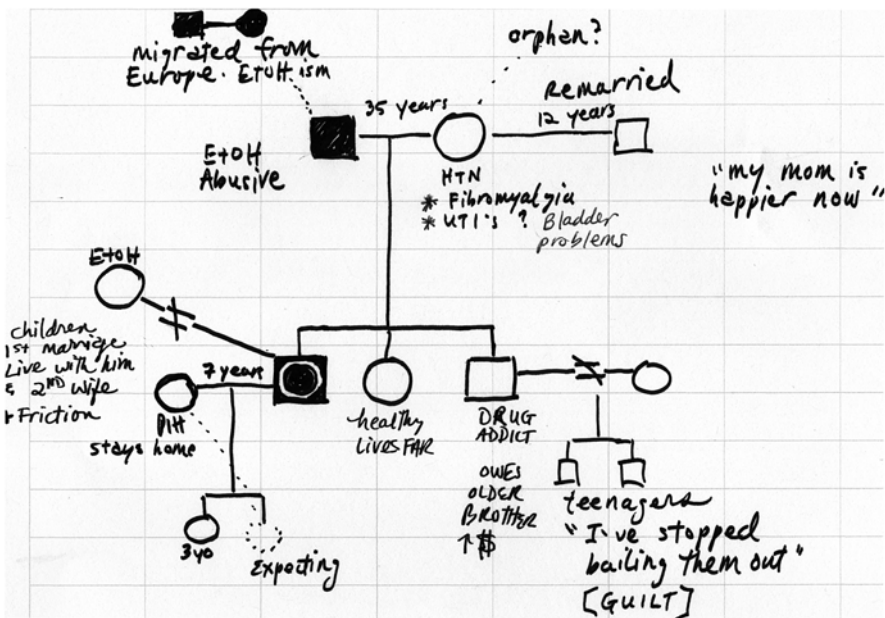 migrated from
Europe. EtOH ism
orphan?
35 years
Remarried
12 years
EtOH
Abusive
HTN
* Fibromyalgia
* UTI's ? Bladder
problems
"my mom is
happier now"
EtOH
children
1st marriage
Live with him
2ND wife
+ Friction
7 years
PIH
stays home
healthy
LIVES FAR
DRUG
ADDICT
OWES
OLDER
BROTHER
↑$
teenagers
"I've stopped
bailing them out"
[GUILT]
3yo
Expecting